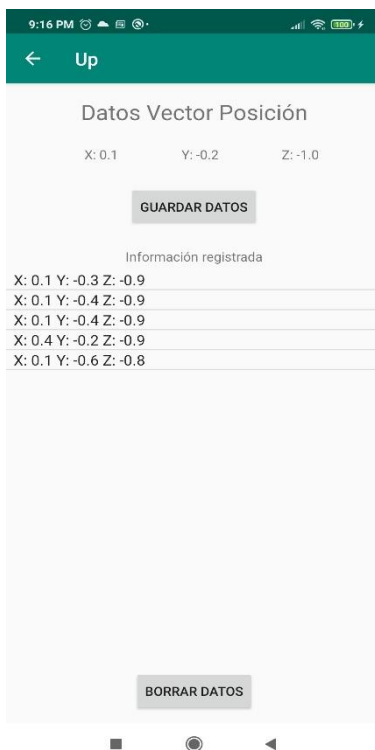 9:16 PM
100
Up
Datos Vector Posición
X: 0.1 Y: -0.2 Z: -1.0
GUARDAR DATOS
Información registrada
X: 0.1 Y: -0.3 Z: -0.9
X: 0.1 Y: -0.4 Z: -0.9
X: 0.1 Y: -0.4 Z: -0.9
X: 0.4 Y: -0.2 Z: -0.9
X: 0.1 Y: -0.6 Z: -0.8
BORRAR DATOS